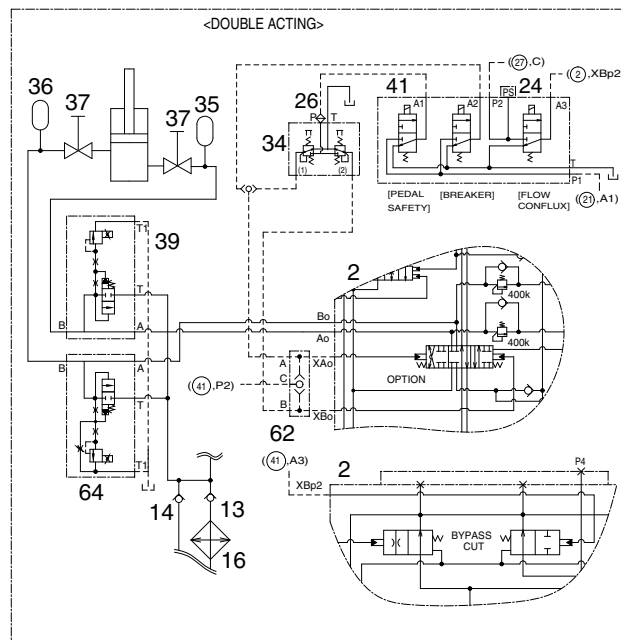 <DOUBLE ACTING>
36
37
37
35
26
34
P
T
(1)
(2)
41
24
(27,C)
(2,XBp2)
PS
A1
A2
P2
A3
T
P1
(21,A1)
[PEDAL SAFETY]
[BREAKER]
[FLOW CONFLUX]
39
T1
T
B
A
64
B
A
T
T1
2
Bo
Ao
400k
400k
OPTION
XAo
XBo
A
C
B
(41,P2)
62
14
13
16
(41,A3)
XBp2
2
P4
BYPASS
CUT